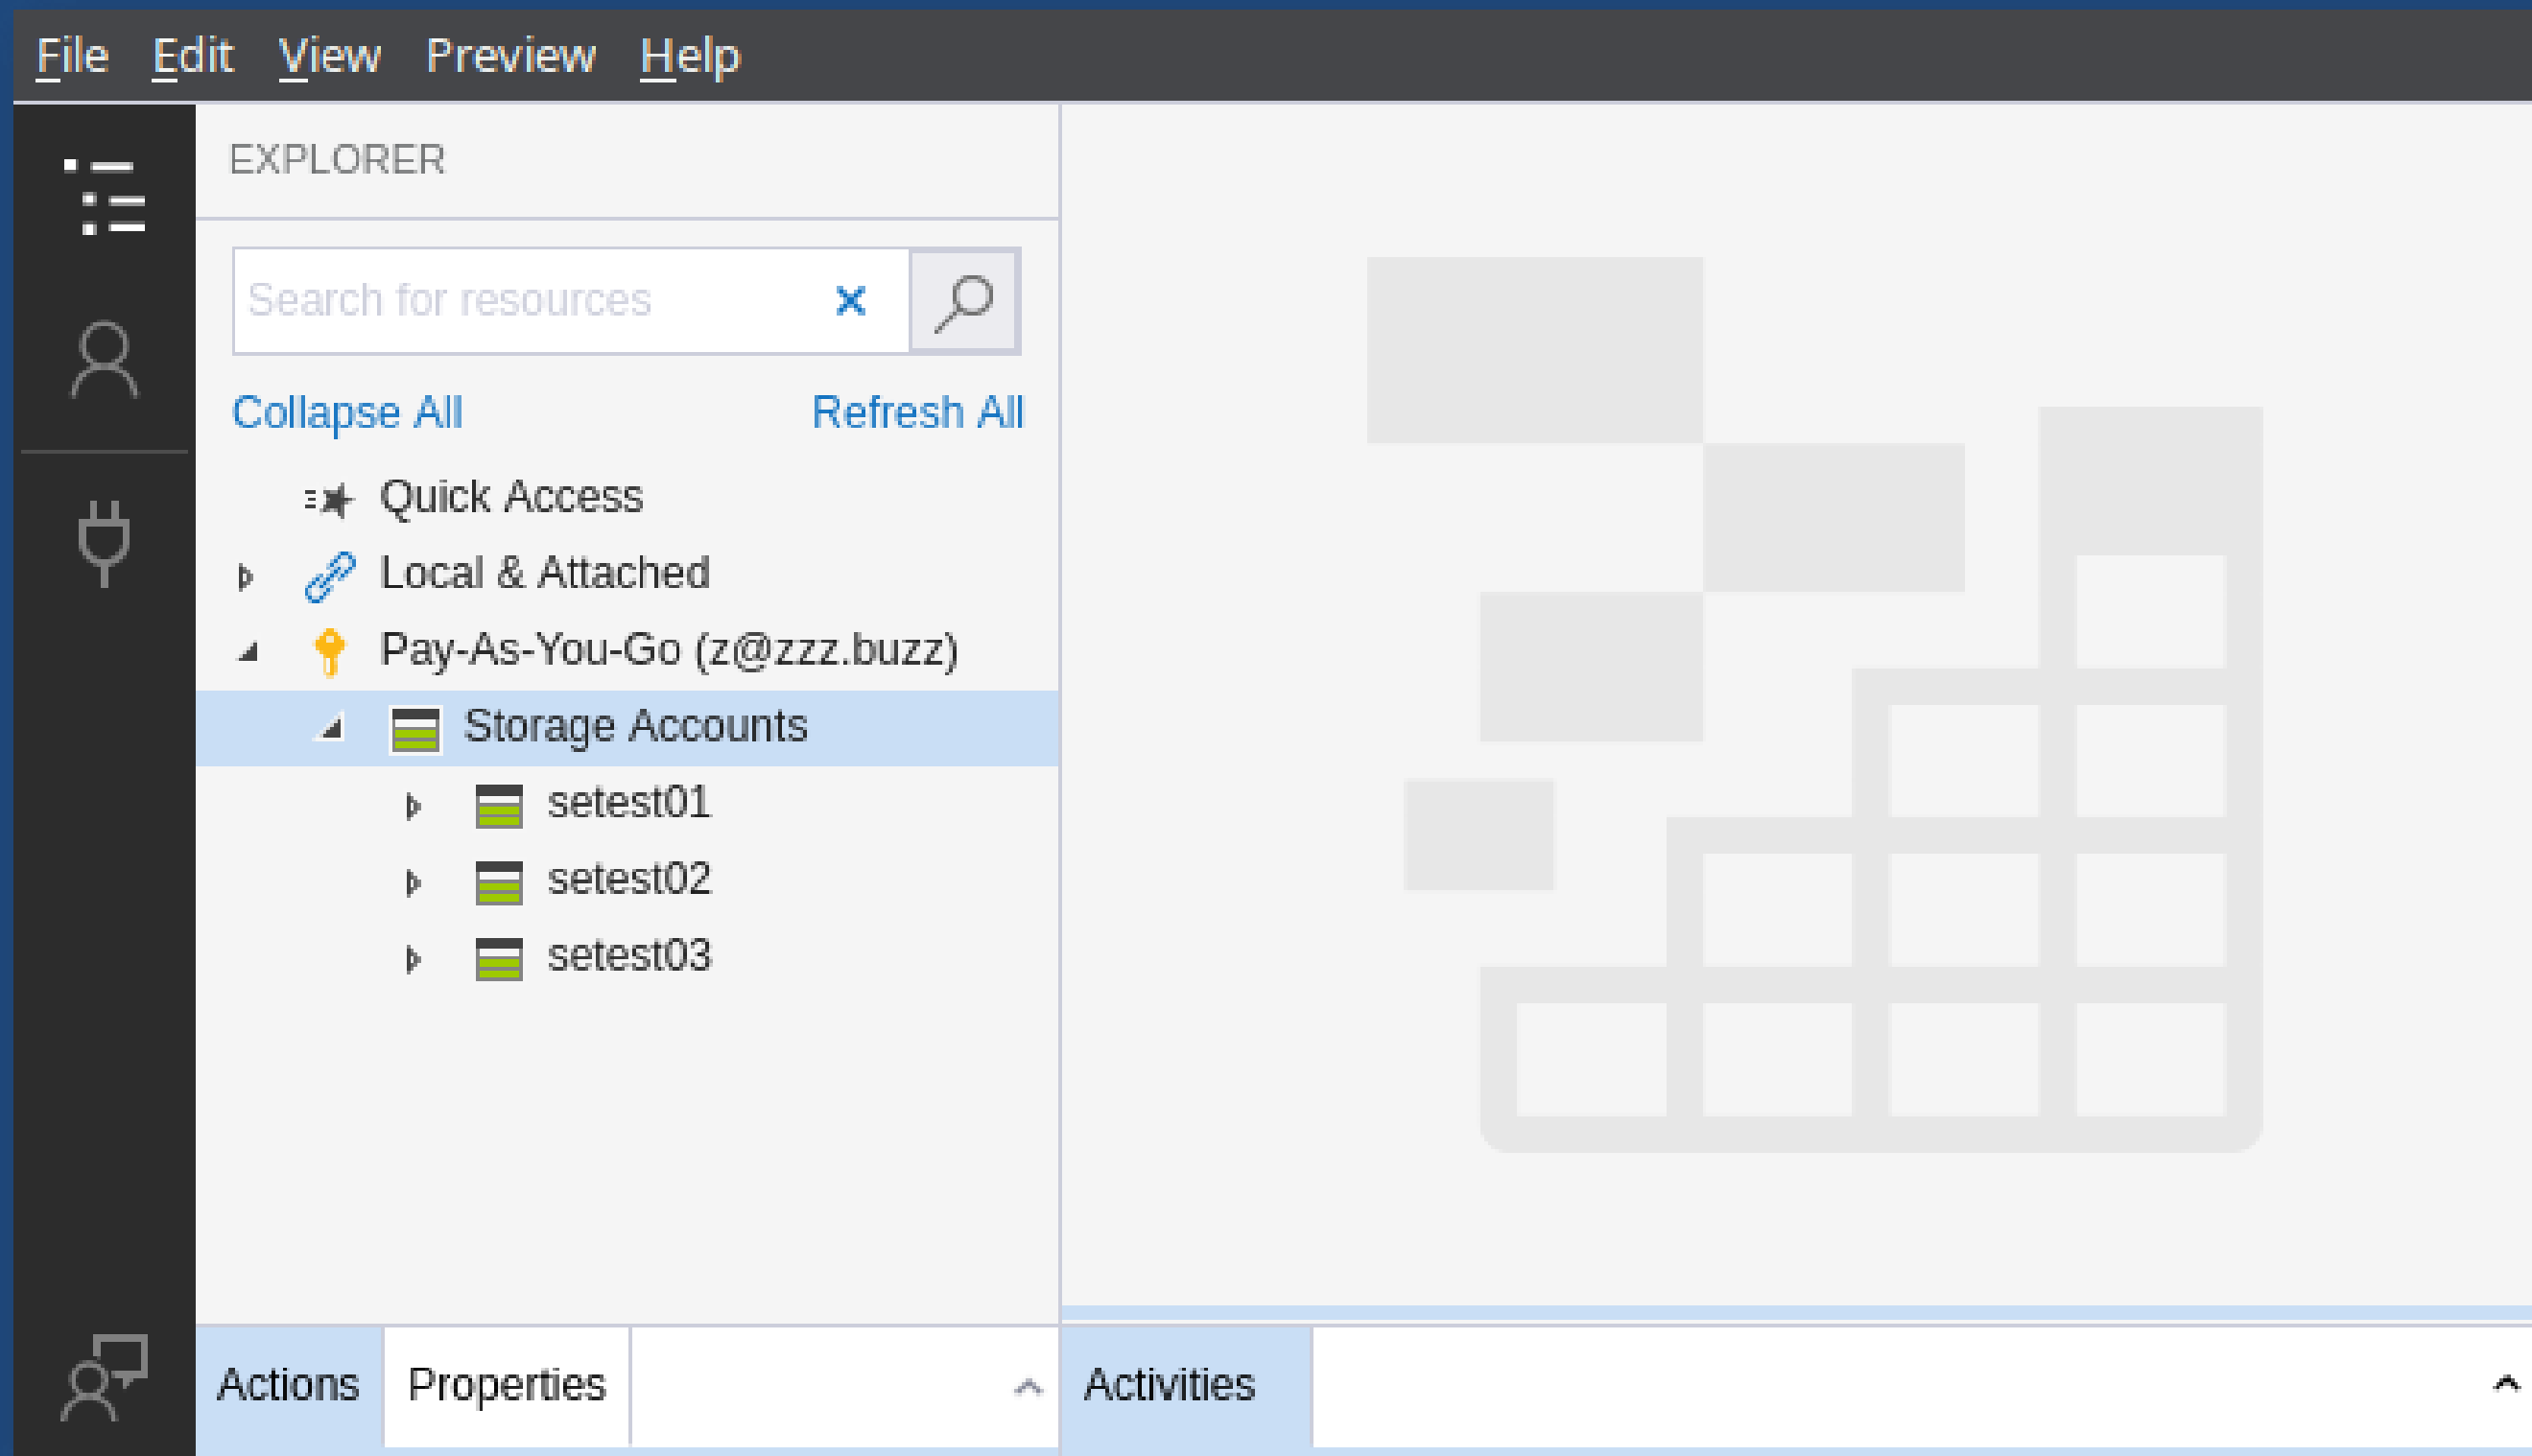 File Edit View Preview Help
EXPLORER
Search for resources
Collapse All Refresh All
Quick Access
Local & Attached
Pay-As-You-Go (z@zzz.buzz)
Storage Accounts
setest01
setest02
setest03
Actions Properties Activities